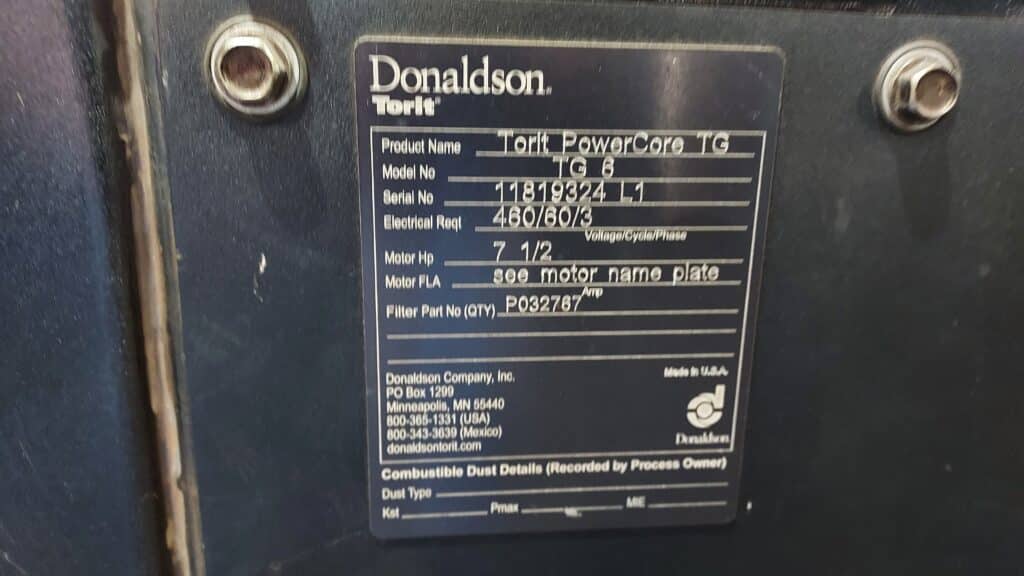 Donaldson.
Torit
Product Name Torit PowerCore TG
Model No TG 6
Serial No 11819324 L1
Electrical Reqt 460/60/3
Voltage/Cycle/Phase
Motor Hp 7 1/2
Motor FLA see motor name plate
Amp
Filter Part No (QTY) P032767
Donaldson Company, Inc.
PO Box 1299
Minneapolis, MN 55440
800-365-1331 (USA)
800-343-3639 (Mexico)
donaldsontorit.com
Made in U.S.A.
Donaldson
Combustible Dust Details (Recorded by Process Owner)
Dust Type
Kst Pmax MIE